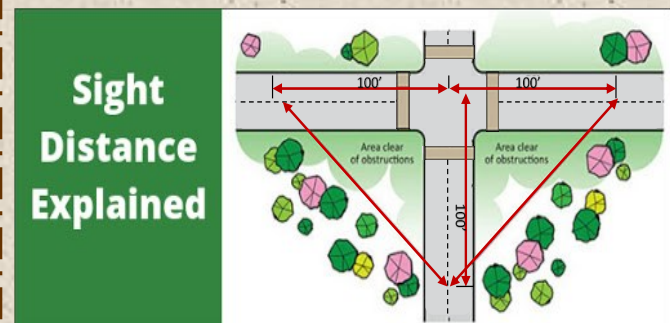 Sight
Distance
Explained
100’
100’
Area clear
of obstructions
Area clear
of obstructions
100’